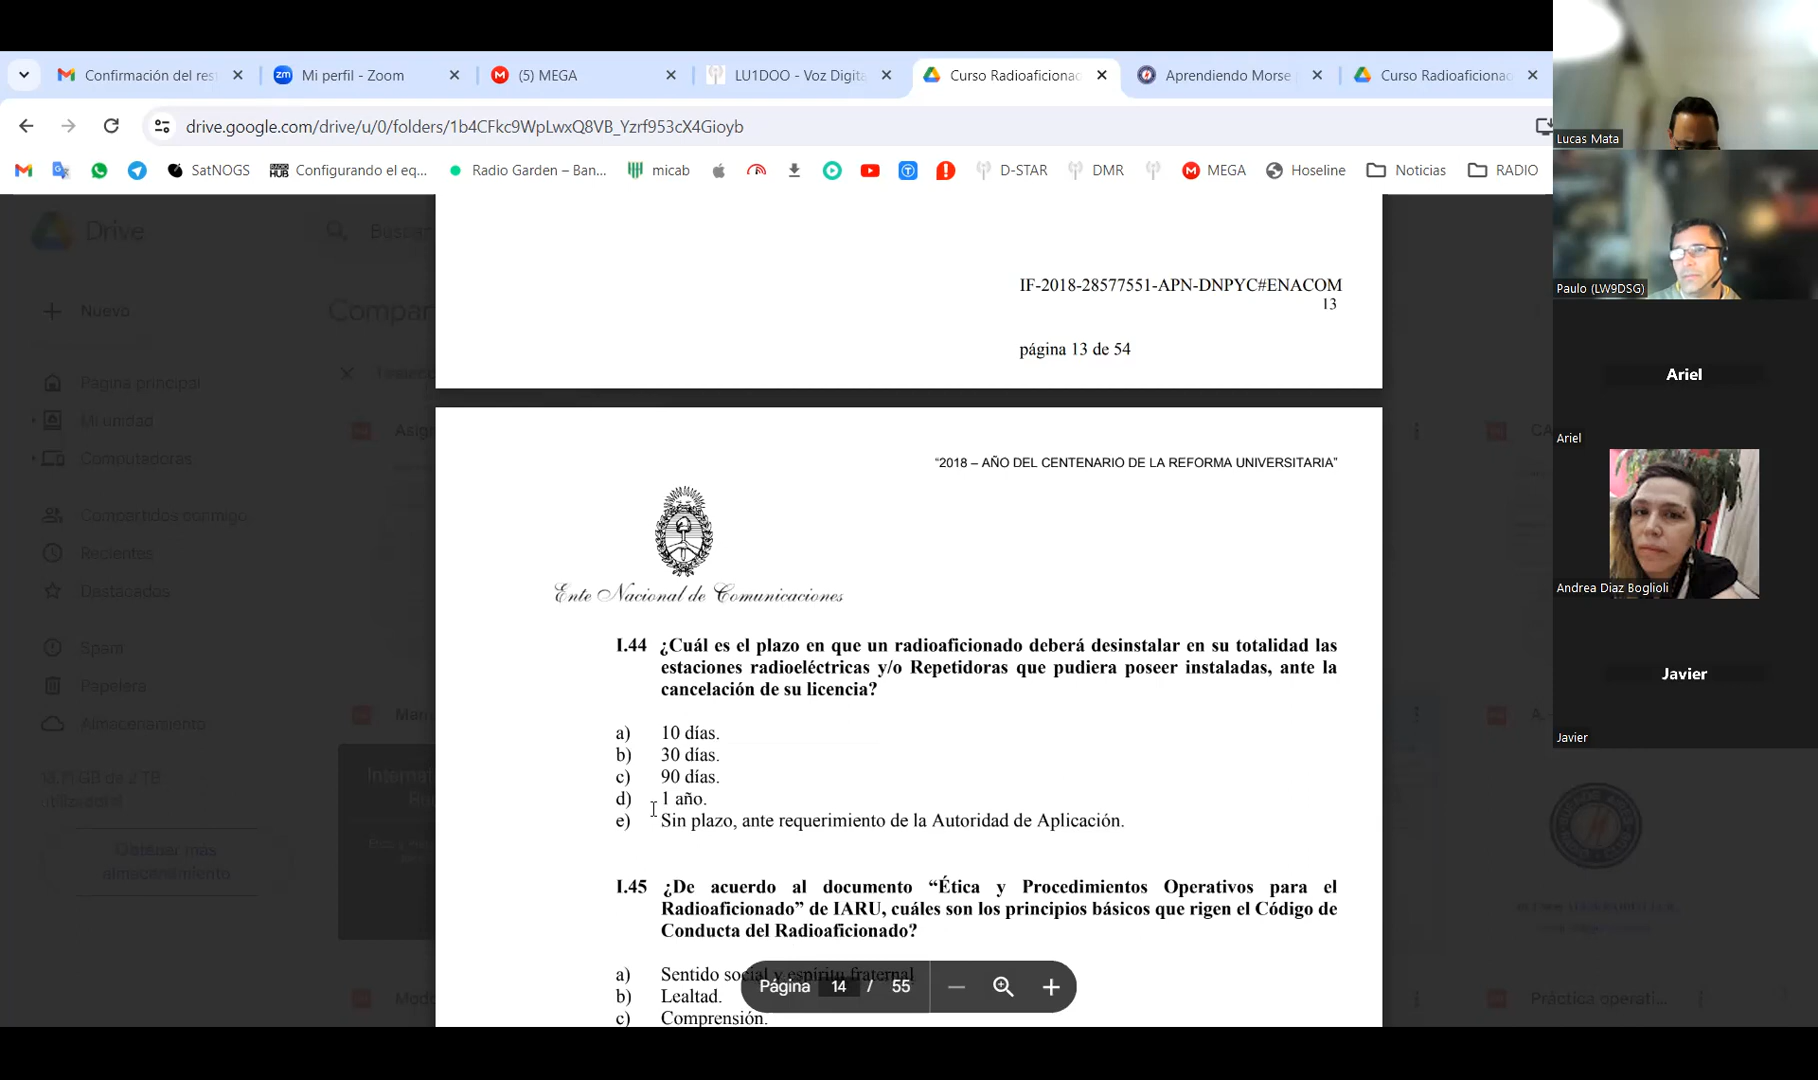 Confirmación del res
Mi perfil - Zoom
(5) MEGA
LU1DOO - Voz Digita
Curso Radioaficionac
Aprendiendo Morse
Curso Radioaficionac
drive.google.com/drive/u/0/folders/1b4CFkc9WpLwxQ8VB_Yzrf953cX4Gioyb
SatNOGS
Configurando el eq...
Radio Garden – Ban...
micab
D-STAR
DMR
MEGA
Hoseline
Noticias
RADIO
Drive
Buscar
Nuevo
Compar
Página principal
Mi unidad
Computadoras
Compartidos conmigo
Recientes
Destacados
Spam
Papelera
Almacenamiento
Obtener más
almacenamiento
IF-2018-28577551-APN-DNPYC#ENACOM
13
página 13 de 54
“2018 – AÑO DEL CENTENARIO DE LA REFORMA UNIVERSITARIA”
Ente Nacional de Comunicaciones
I.44 ¿Cuál es el plazo en que un radioaficionado deberá desinstalar en su totalidad las
estaciones radioeléctricas y/o Repetidoras que pudiera poseer instaladas, ante la
cancelación de su licencia?
a) 10 días.
b) 30 días.
c) 90 días.
d) 1 año.
e) Sin plazo, ante requerimiento de la Autoridad de Aplicación.
I.45 ¿De acuerdo al documento “Ética y Procedimientos Operativos para el
Radioaficionado” de IARU, cuáles son los principios básicos que rigen el Código de
Conducta del Radioaficionado?
a) Sentido social y espíritu fraternal
b) Lealtad.
c) Comprensión.
Página 14 / 55
Práctica operati...
Lucas Mata
Paulo (LW9DSG)
Ariel
Ariel
Andrea Diaz Boglioli
Javier
Javier